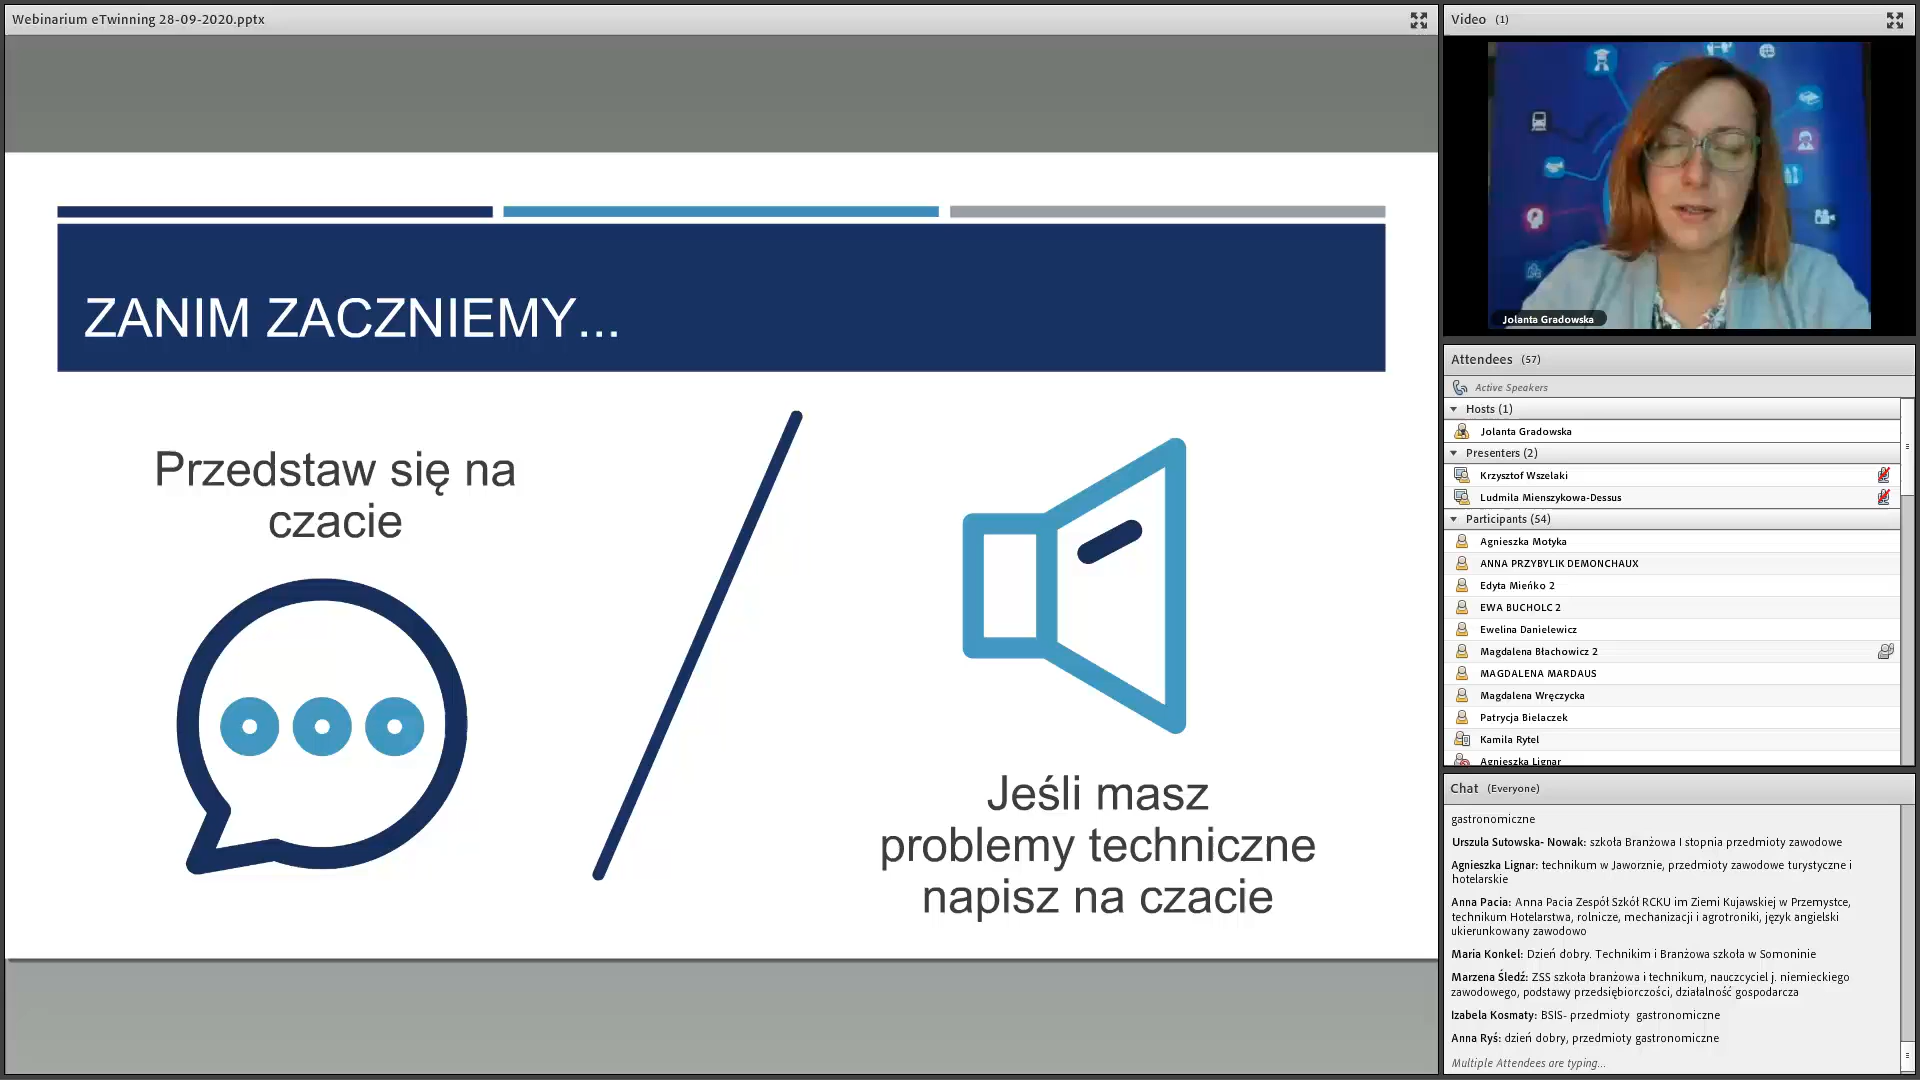 Webinarium eTwinning 28-09-2020.pptx
ZANIM ZACZNIEMY...
Przedstaw się na
czacie
Jeśli masz
problemy techniczne
napisz na czacie
Video (1)
Jolanta Gradowska
Attendees (57)
Active Speakers
Hosts (1)
Jolanta Gradowska
Presenters (2)
Krzysztof Wszelaki
Ludmila Mienszykowa-Dessus
Participants (54)
Agnieszka Motyka
ANNA PRZYBYLIK DEMONCHAUX
Edyta Mieńko 2
EWA BUCHOLC 2
Ewelina Danielewicz
Magdalena Błachowicz 2
MAGDALENA MARDAUS
Magdalena Wręczycka
Patrycja Bielaczek
Kamila Rytel
Agnieszka Lignar
Chat (Everyone)
gastronomiczne
Urszula Sutowska- Nowak: szkoła Branżowa I stopnia przedmioty zawodowe
Agnieszka Lignar: technikum w Jaworznie, przedmioty zawodowe turystyczne i
hotelarskie
Anna Pacia: Anna Pacia Zespół Szkół RCKU im Ziemi Kujawskiej w Przemystce,
technikum Hotelarstwa, rolnicze, mechanizacji i agrotroniki, język angielski
ukierunkowany zawodowo
Maria Konkel: Dzień dobry. Technikim i Branżowa szkoła w Somoninie
Marzena Śledź: ZSS szkoła branżowa i technikum, nauczyciel j. niemieckiego
zawodowego, podstawy przedsiębiorczości, działalność gospodarcza
Izabela Kosmaty: BSIS- przedmioty gastronomiczne
Anna Ryś: dzień dobry, przedmioty gastronomiczne
Multiple Attendees are typing...